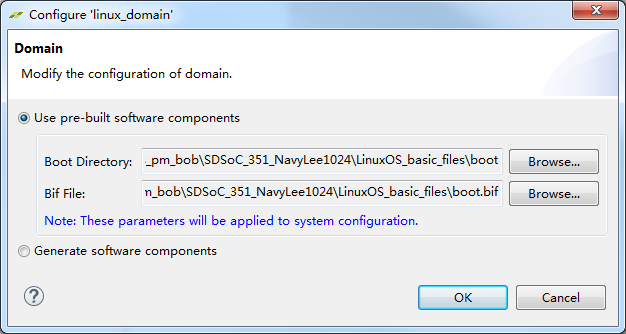 Configure 'linux_domain'
Domain
Modify the configuration of domain.
Use pre-built software components
Boot Directory: _pm_bob\SDSoC_351_NavyLee1024\LinuxOS_basic_files\boot Browse...
Bif File: m_bob\SDSoC_351_NavyLee1024\LinuxOS_basic_files\boot.bif Browse...
Note: These parameters will be applied to system configuration.
Generate software components
? OK Cancel